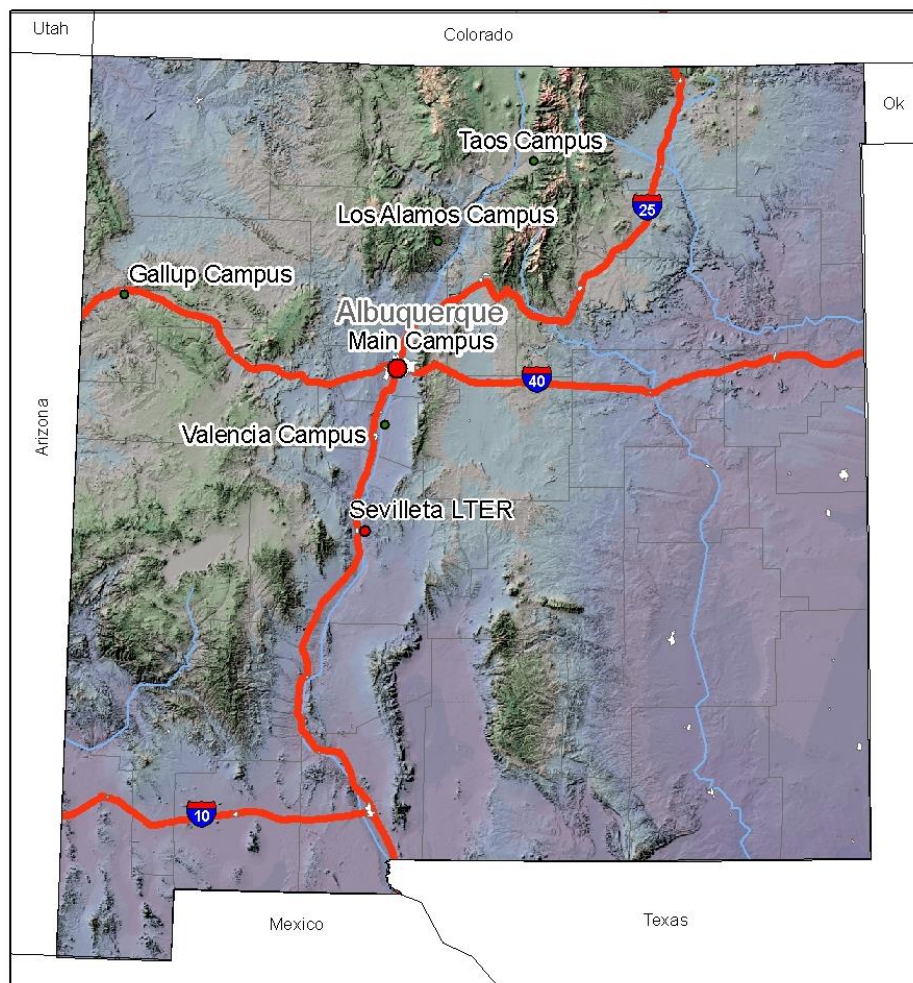 Utah
Colorado
Ok
Taos Campus
25
Los Alamos Campus
Gallup Campus
Albuquerque
Main Campus
40
Arizona
Valencia Campus
Sevilleta LTER
10
Mexico
Texas